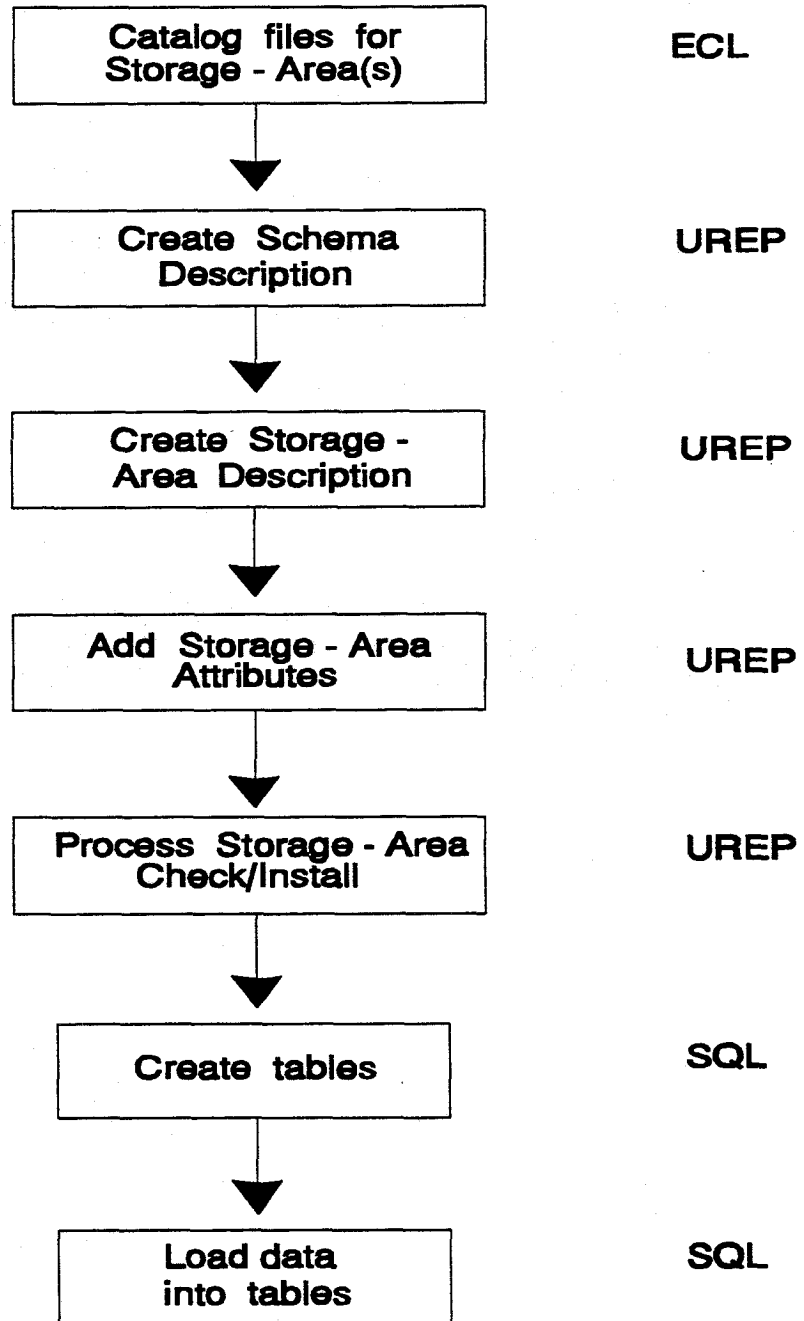 Catalog files for
Storage - Area(s)
ECL
Create Schema
Description
UREP
Create Storage -
Area Description
UREP
Add Storage - Area
Attributes
UREP
Process Storage - Area
Check/Install
UREP
Create tables
SQL
Load data
into tables
SQL